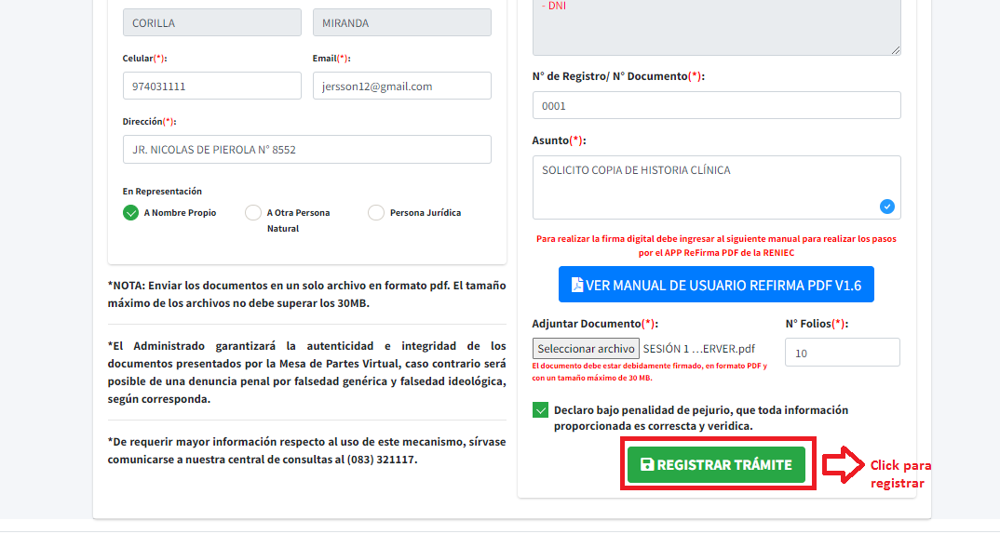 CORILLA
MIRANDA
Celular(*):
Email(*):
974031111
jersson12@gmail.com
Dirección(*):
JR. NICOLAS DE PIEROLA N° 8552
En Representación
A Nombre Propio
A Otra Persona
Natural
Persona Jurídica
*NOTA: Enviar los documentos en un solo archivo en formato pdf. El tamaño
máximo de los archivos no debe superar los 30MB.
*El Administrado garantizará la autenticidad e integridad de los
documentos presentados por la Mesa de Partes Virtual, caso contrario será
posible de una denuncia penal por falsedad genérica y falsedad ideológica,
según corresponda.
*De requerir mayor información respecto al uso de este mecanismo, sírvase
comunicarse a nuestra central de consultas al (083) 321117.
- DNI
N° de Registro/ N° Documento(*):
0001
Asunto(*):
SOLICITO COPIA DE HISTORIA CLÍNICA
Para realizar la firma digital debe ingresar al siguiente manual para realizar los pasos
por el APP ReFirma PDF de la RENIEC
VER MANUAL DE USUARIO REFIRMA PDF V1.6
Adjuntar Documento(*):
N° Folios(*):
Seleccionar archivo SESIÓN 1 ...ERVER.pdf
10
El documento debe estar debidamente firmado, en formato PDF y
con un tamaño máximo de 30 MB.
Declaro bajo penalidad de pejurio, que toda información
proporcionada es correscta y veridica.
REGISTRAR TRÁMITE
Click para
registrar